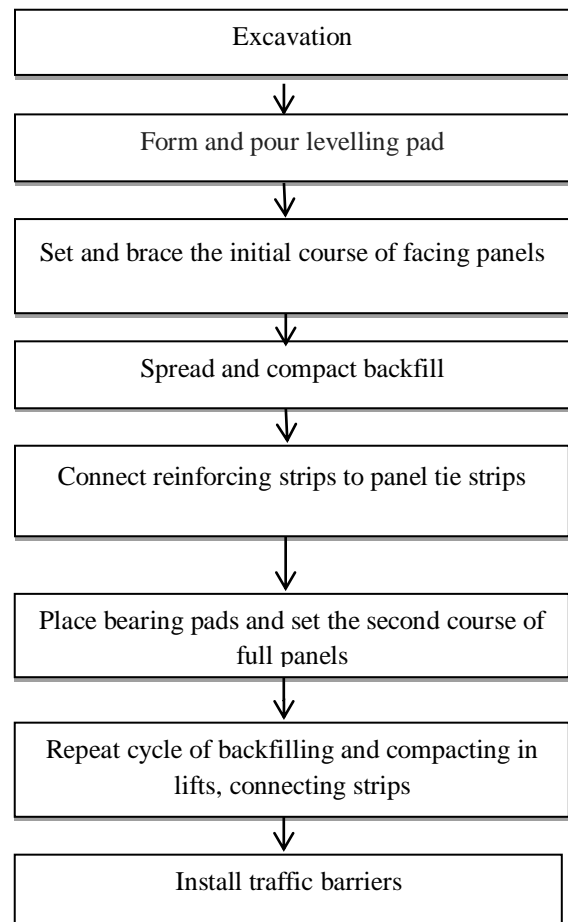 Excavation
Form and pour levelling pad
Set and brace the initial course of facing panels
Spread and compact backfill
Connect reinforcing strips to panel tie strips
Place bearing pads and set the second course of
full panels
Repeat cycle of backfilling and compacting in
lifts, connecting strips
Install traffic barriers